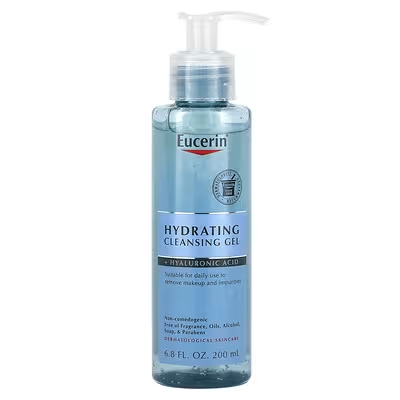 Eucerin®
HYDRATING
CLEANSING GEL
+ HYALURONIC ACID
Suitable for daily use to
remove makeup and impurities
Non-comedogenic
Free of Fragrance, Oils, Alcohol,
Soap, & Parabens
DERMATOLOGICAL SKINCARE
6.8 FL. OZ. 200 mL